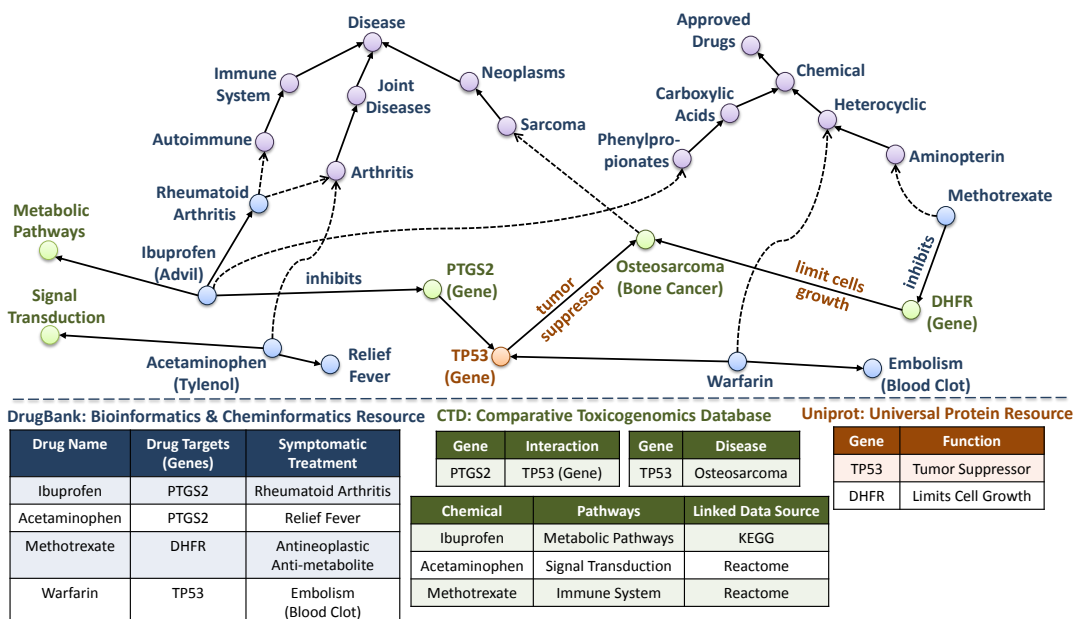 Disease
Approved
Drugs
Immune
System
Neoplasms
Chemical
Joint
Diseases
Carboxylic
Acids
Heterocyclic
Autoimmune
Sarcoma
Phenylpro-
pionates
Aminopterin
Arthritis
Rheumatoid
Arthritis
Methotrexate
Metabolic
Pathways
Ibuprofen
(Advil)
inhibits
PTGS2
(Gene)
Osteosarcoma
(Bone Cancer)
tumor
suppressor
limit cells
growth
inhibits
DHFR
(Gene)
Signal
Transduction
Acetaminophen
(Tylenol)
Relief
Fever
TP53
(Gene)
Warfarin
Embolism
(Blood Clot)
DrugBank: Bioinformatics & Cheminformatics Resource
Drug Name Drug Targets (Genes) Symptomatic Treatment
Ibuprofen PTGS2 Rheumatoid Arthritis
Acetaminophen PTGS2 Relief Fever
Methotrexate DHFR Antineoplastic
Anti-metabolite
Warfarin TP53 Embolism
(Blood Clot)
CTD: Comparative Toxicogenomics Database
Gene Interaction
PTGS2 TP53 (Gene)
Gene Disease
TP53 Osteosarcoma
Chemical Pathways Linked Data Source
Ibuprofen Metabolic Pathways KEGG
Acetaminophen Signal Transduction Reactome
Methotrexate Immune System Reactome
Uniprot: Universal Protein Resource
Gene Function
TP53 Tumor Suppressor
DHFR Limits Cell Growth